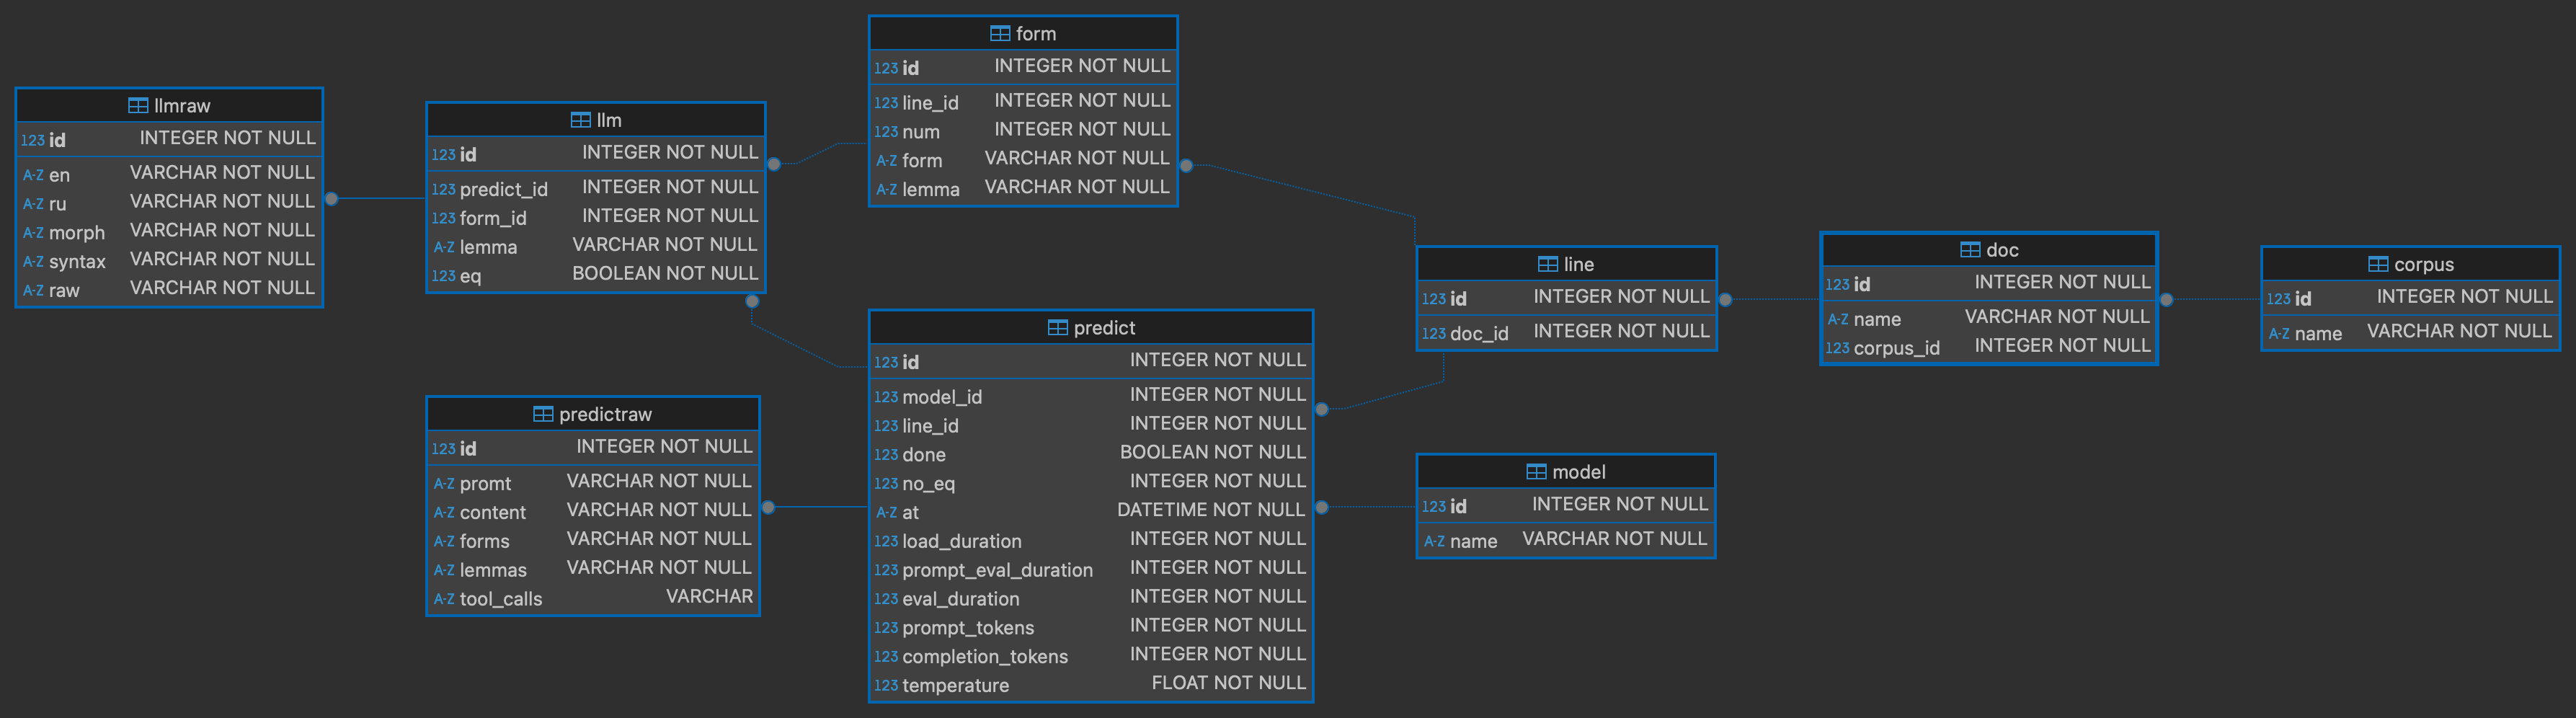 llmraw
123 id INTEGER NOT NULL
A-Z en VARCHAR NOT NULL
A-Z ru VARCHAR NOT NULL
A-Z morph VARCHAR NOT NULL
A-Z syntax VARCHAR NOT NULL
A-Z raw VARCHAR NOT NULL
llm
123 id INTEGER NOT NULL
123 predict_id INTEGER NOT NULL
123 form_id INTEGER NOT NULL
A-Z lemma VARCHAR NOT NULL
123 eq BOOLEAN NOT NULL
predictraw
123 id INTEGER NOT NULL
A-Z promt VARCHAR NOT NULL
A-Z content VARCHAR NOT NULL
A-Z forms VARCHAR NOT NULL
A-Z lemmas VARCHAR NOT NULL
A-Z tool_calls VARCHAR
form
123 id INTEGER NOT NULL
123 line_id INTEGER NOT NULL
123 num INTEGER NOT NULL
A-Z form VARCHAR NOT NULL
A-Z lemma VARCHAR NOT NULL
predict
123 id INTEGER NOT NULL
123 model_id INTEGER NOT NULL
123 line_id INTEGER NOT NULL
123 done BOOLEAN NOT NULL
123 no_eq INTEGER NOT NULL
A-Z at DATETIME NOT NULL
123 load_duration INTEGER NOT NULL
123 prompt_eval_duration INTEGER NOT NULL
123 eval_duration INTEGER NOT NULL
123 prompt_tokens INTEGER NOT NULL
123 completion_tokens INTEGER NOT NULL
123 temperature FLOAT NOT NULL
line
123 id INTEGER NOT NULL
123 doc_id INTEGER NOT NULL
model
123 id INTEGER NOT NULL
A-Z name VARCHAR NOT NULL
doc
123 id INTEGER NOT NULL
A-Z name VARCHAR NOT NULL
123 corpus_id INTEGER NOT NULL
corpus
123 id INTEGER NOT NULL
A-Z name VARCHAR NOT NULL